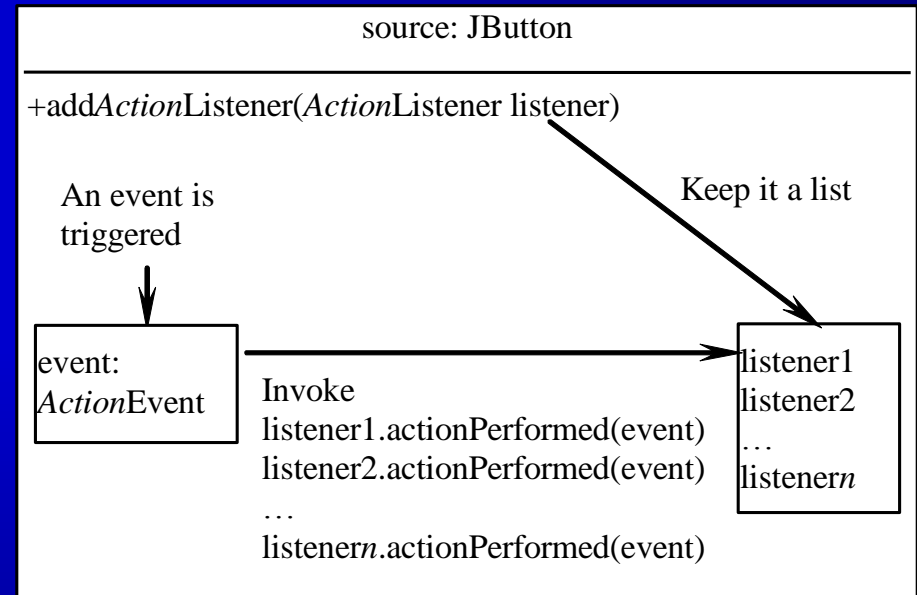 source: JButton
+addActionListener(ActionListener listener)
An event is
triggered
Keep it a list
event:
ActionEvent
Invoke
listener1.actionPerformed(event)
listener2.actionPerformed(event)
…
listenern.actionPerformed(event)
listener1
listener2
…
listenern